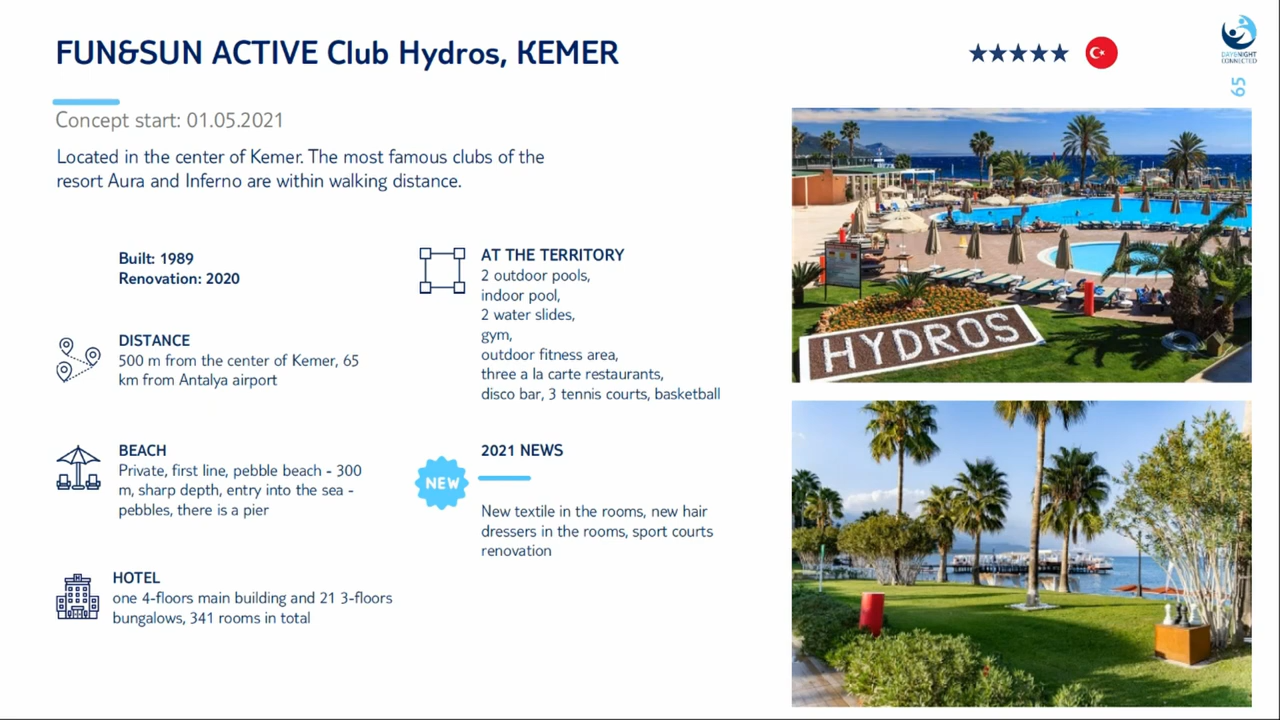 FUN&SUN ACTIVE Club Hydros, KEMER
DAY&NIGHT
CONNECTED
65
Concept start: 01.05.2021
Located in the center of Kemer. The most famous clubs of the
resort Aura and Inferno are within walking distance.
Built: 1989
Renovation: 2020
DISTANCE
500 m from the center of Kemer, 65
km from Antalya airport
BEACH
Private, first line, pebble beach - 300
m, sharp depth, entry into the sea -
pebbles, there is a pier
HOTEL
one 4-floors main building and 21 3-floors
bungalows, 341 rooms in total
AT THE TERRITORY
2 outdoor pools,
indoor pool,
2 water slides,
gym,
outdoor fitness area,
three a la carte restaurants,
disco bar, 3 tennis courts, basketball
2021 NEWS
NEW
New textile in the rooms, new hair
dressers in the rooms, sport courts
renovation
HYDROS